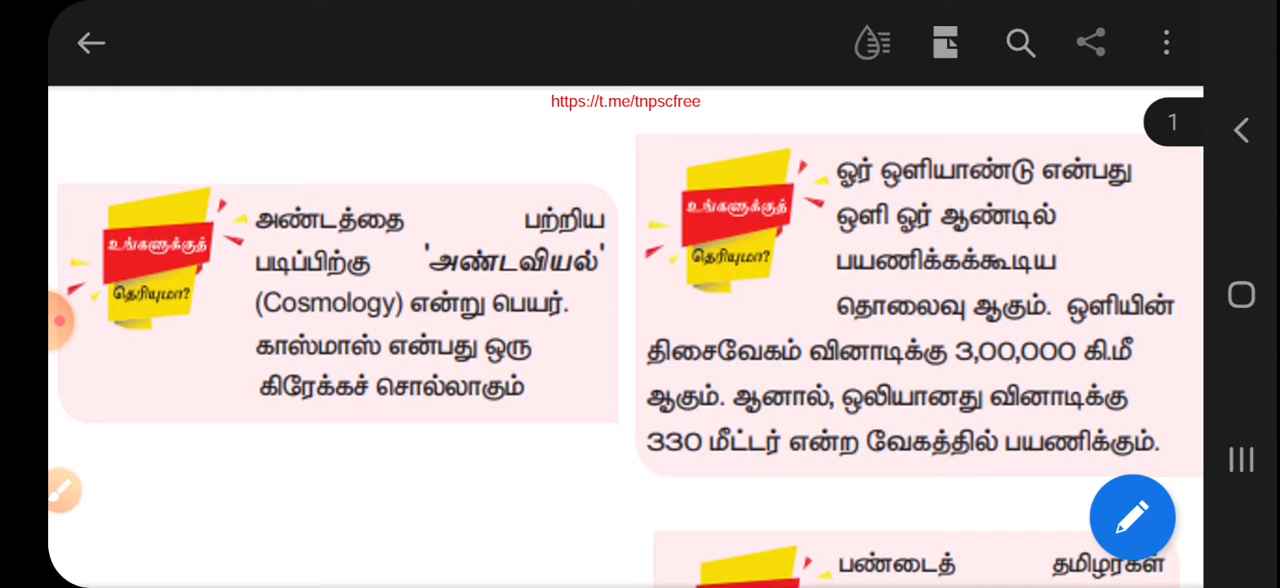 https://t.me/tnpscfree
1
உங்களுக்குத்
தெரியுமா?
அண்டத்தை பற்றிய
படிப்பிற்கு 'அண்டவியல்'
(Cosmology) என்று பெயர்.
காஸ்மாஸ் என்பது ஒரு
கிரேக்கச் சொல்லாகும்
உங்களுக்குத்
தெரியுமா?
ஓர் ஒளியாண்டு என்பது
ஒளி ஓர் ஆண்டில்
பயணிக்கக்கூடிய
தொலைவு ஆகும். ஒளியின்
திசைவேகம் வினாடிக்கு 3,00,000 கி.மீ
ஆகும். ஆனால், ஒலியானது வினாடிக்கு
330 மீட்டர் என்ற வேகத்தில் பயணிக்கும்.
பண்டைத் தமிழர்கள்